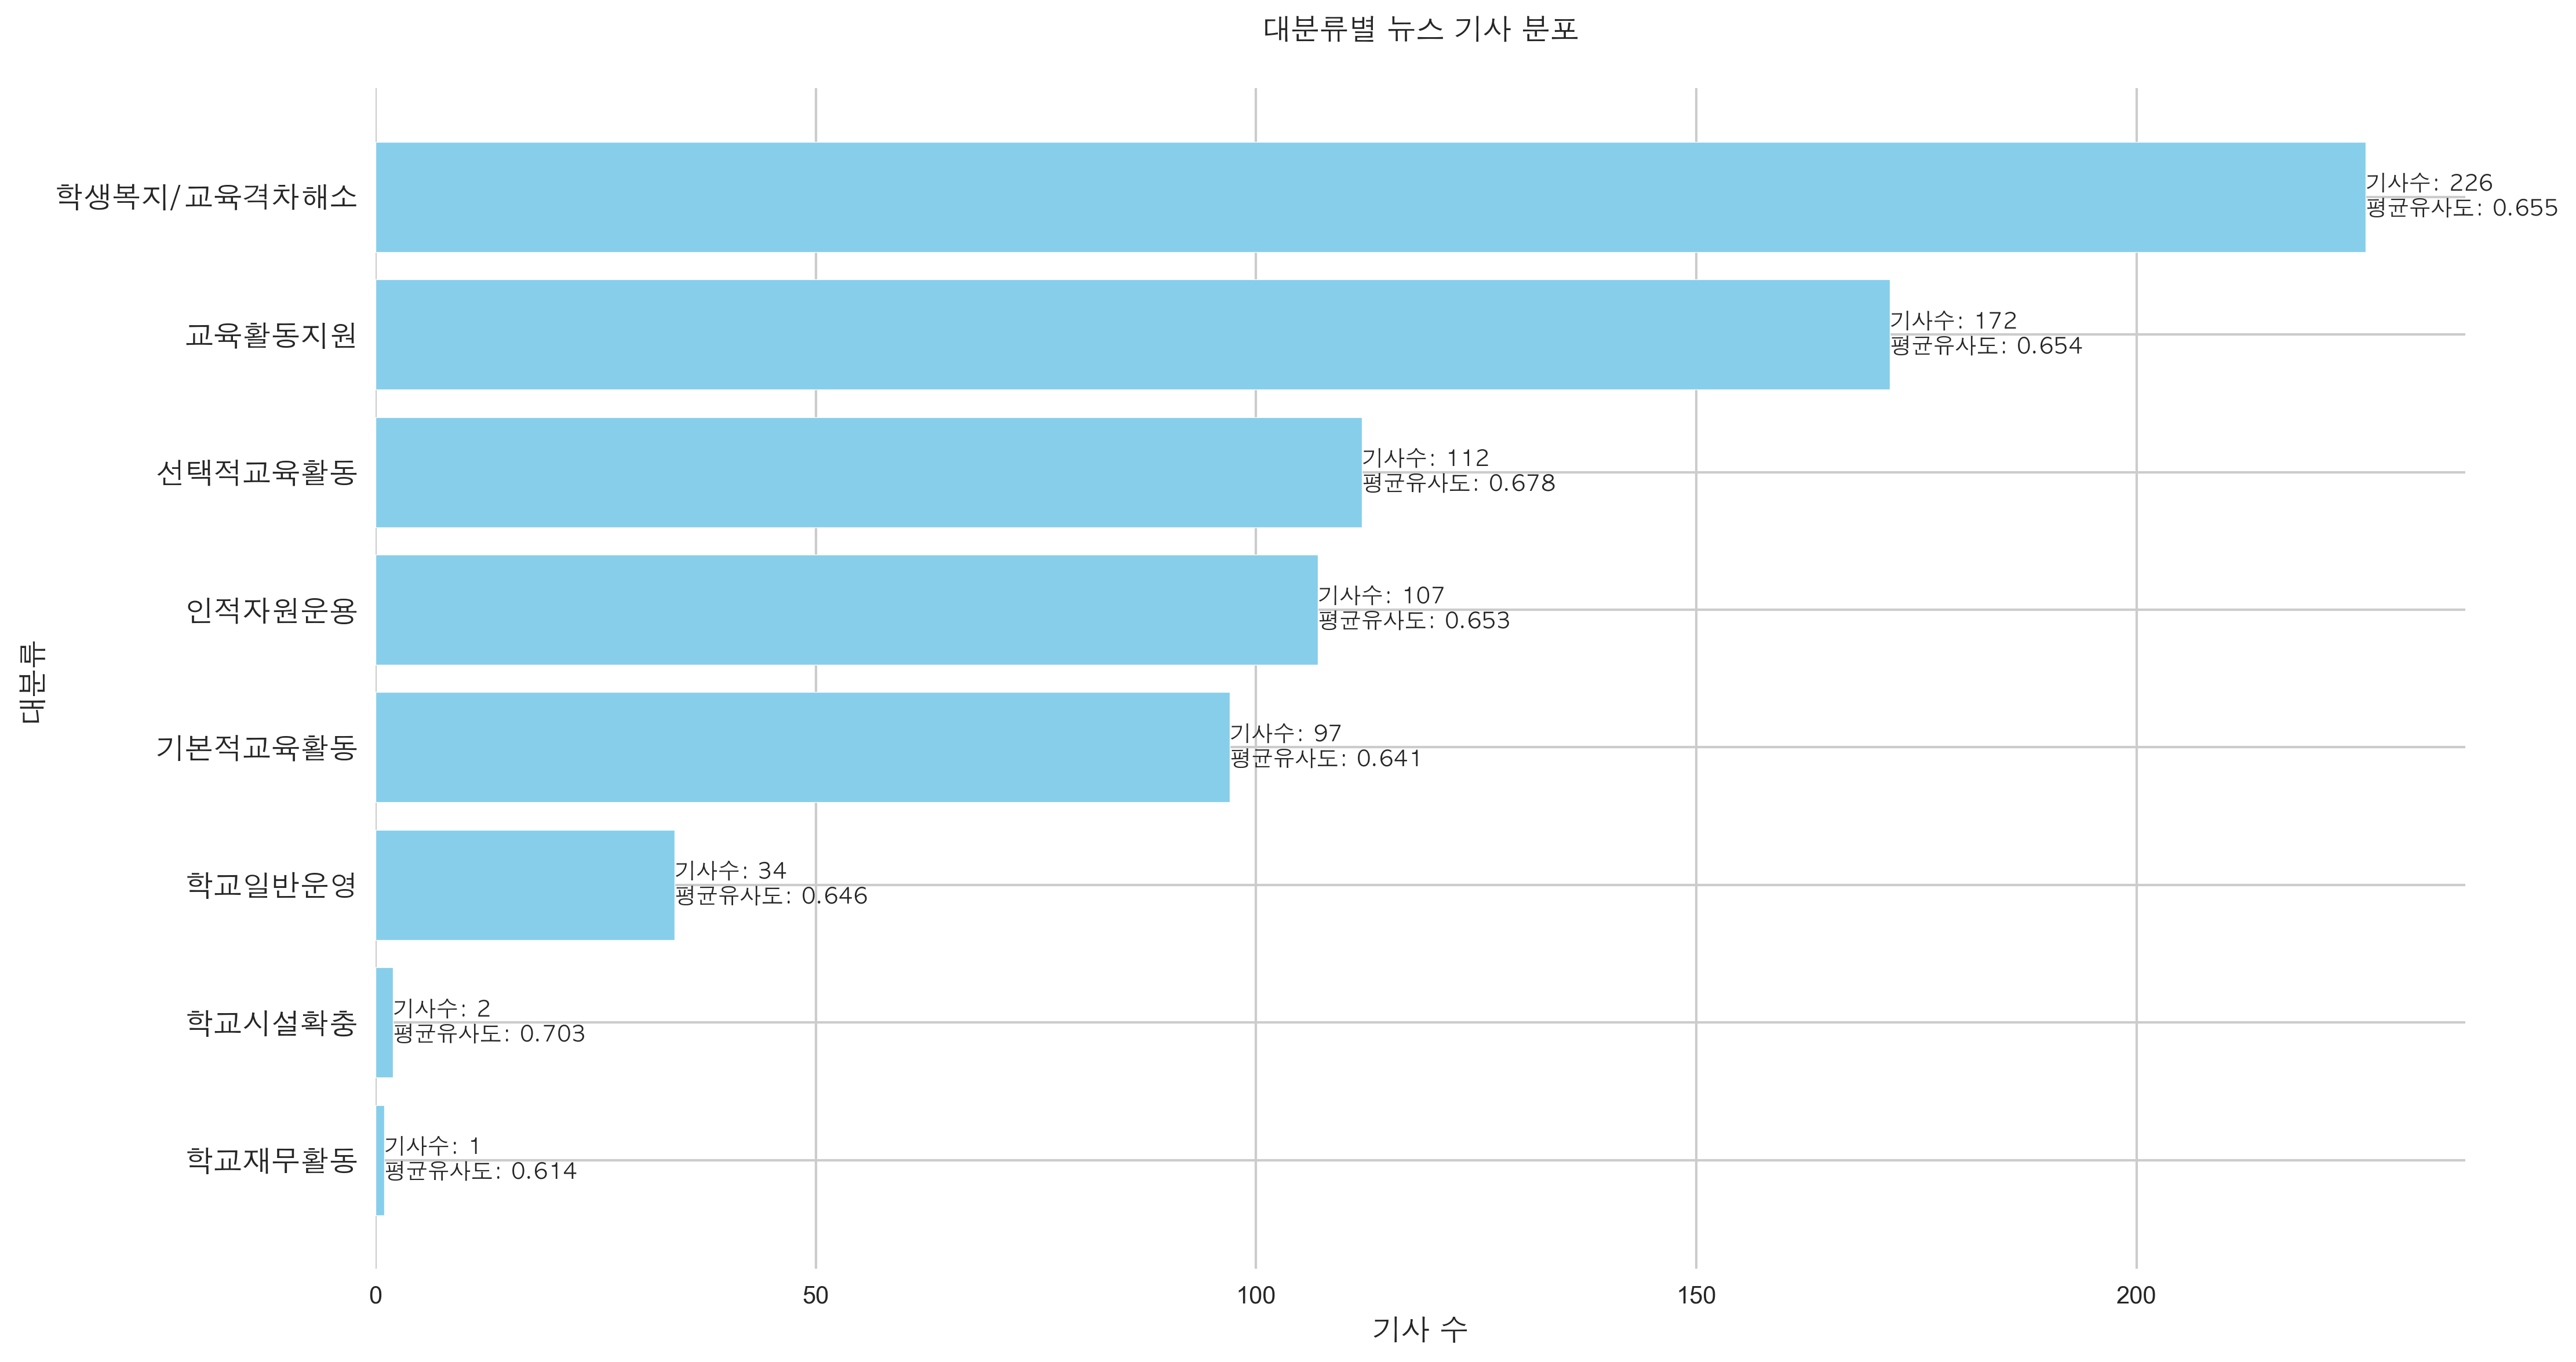 대분류별 뉴스 기사 분포
학생복지/교육격차해소
기사수: 226
평균유사도: 0.655
교육활동지원
기사수: 172
평균유사도: 0.654
선택적교육활동
기사수: 112
평균유사도: 0.678
인적자원운용
기사수: 107
평균유사도: 0.653
기본적교육활동
기사수: 97
평균유사도: 0.641
학교일반운영
기사수: 34
평균유사도: 0.646
학교시설확충
기사수: 2
평균유사도: 0.703
학교재무활동
기사수: 1
평균유사도: 0.614
대분류
0 50 100 150 200
기사 수